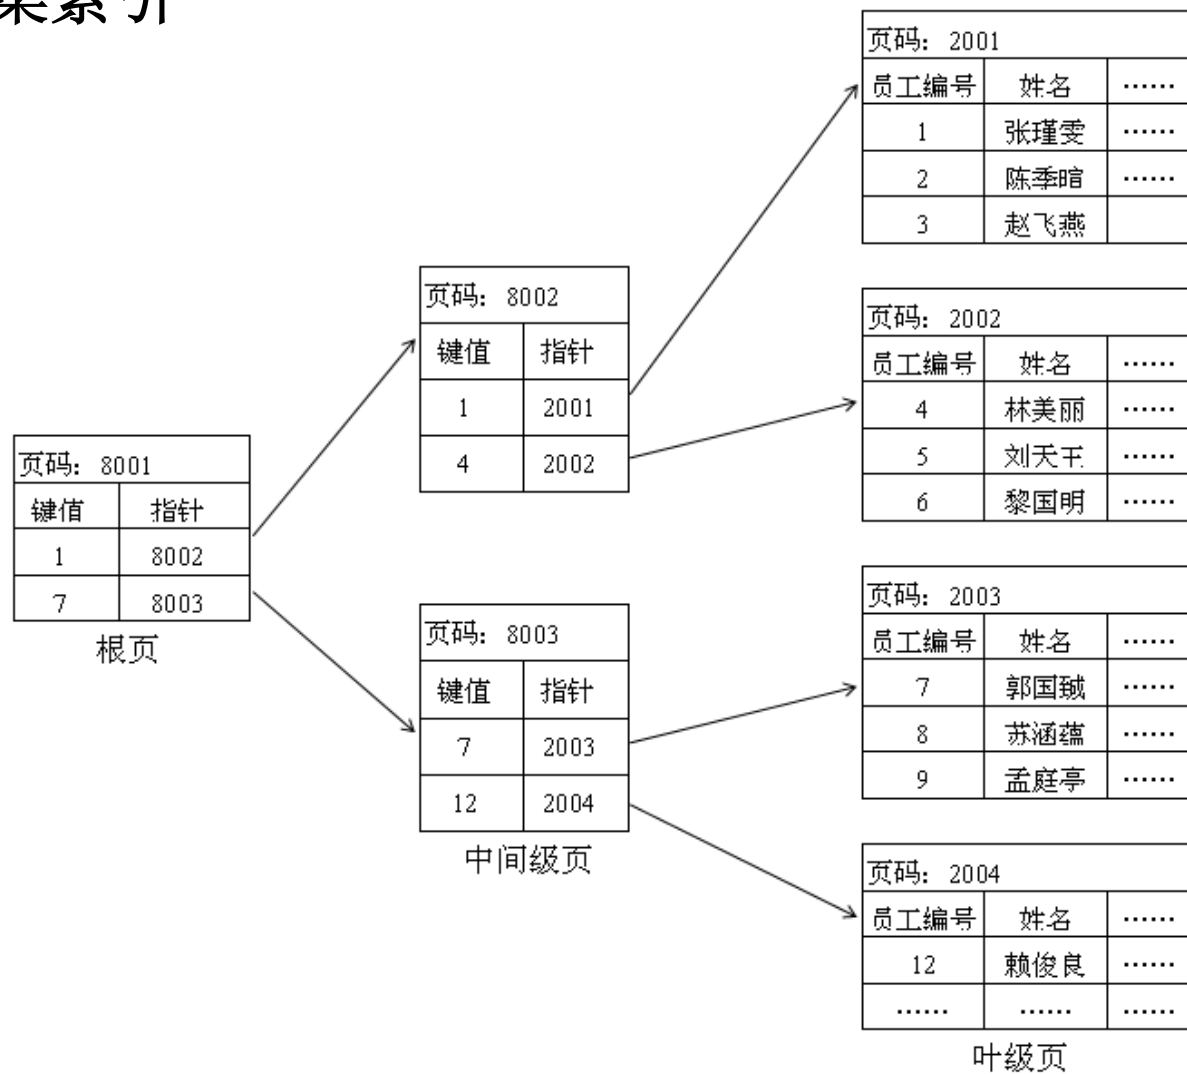 集索引
页码：8001
键值 指针
1 8002
7 8003
根页
页码：8002
键值 指针
1 2001
4 2002
页码：8003
键值 指针
7 2003
12 2004
中间级页
页码：2001
员工编号 姓名 ……
1 张瑾雯 ……
2 陈季暄 ……
3 赵飞燕
页码：2002
员工编号 姓名 ……
4 林美丽 ……
5 刘天王 ……
6 黎国明 ……
页码：2003
员工编号 姓名 ……
7 郭国臹 ……
8 苏涵蕴 ……
9 孟庭亭 ……
页码：2004
员工编号 姓名 ……
12 赖俊良 ……
…… …… ……
叶级页